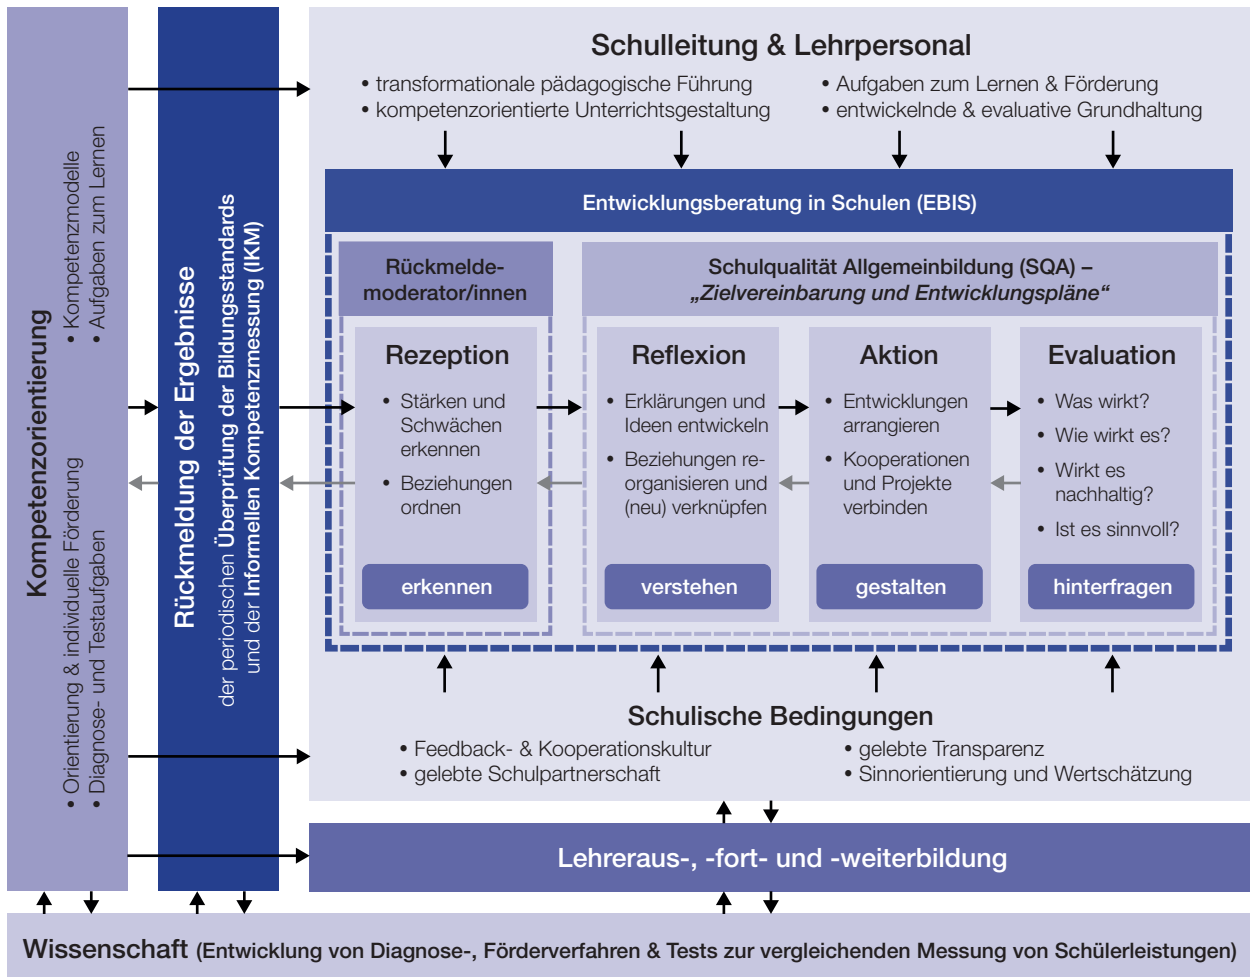 Kompetenzorientierung
• Kompetenzmodelle
• Aufgaben zum Lernen
• Orientierung & individuelle Förderung
• Diagnose- und Testaufgaben
Rückmeldung der Ergebnisse
der periodischen Überprüfung der Bildungsstandards
und der Informellen Kompetenzmessung (IKM)
Schulleitung & Lehrpersonal
• transformationale pädagogische Führung
• kompetenzorientierte Unterrichtsgestaltung
• Aufgaben zum Lernen & Förderung
• entwickelnde & evaluative Grundhaltung
Entwicklungsberatung in Schulen (EBIS)
Rückmelde-
moderator/innen
Schulqualität Allgemeinbildung (SQA) –
„Zielvereinbarung und Entwicklungspläne“
Rezeption
• Stärken und
Schwächen
erkennen
• Beziehungen
ordnen
erkennen
Reflexion
• Erklärungen und
Ideen entwickeln
• Beziehungen re-
organisieren und
(neu) verknüpfen
verstehen
Aktion
• Entwicklungen
arrangieren
• Kooperationen
und Projekte
verbinden
gestalten
Evaluation
• Was wirkt?
• Wie wirkt es?
• Wirkt es
nachhaltig?
• Ist es sinnvoll?
hinterfragen
Schulische Bedingungen
• Feedback- & Kooperationskultur
• gelebte Schulpartnerschaft
• gelebte Transparenz
• Sinnorientierung und Wertschätzung
Lehreraus-, -fort- und -weiterbildung
Wissenschaft (Entwicklung von Diagnose-, Förderverfahren & Tests zur vergleichenden Messung von Schülerleistungen)